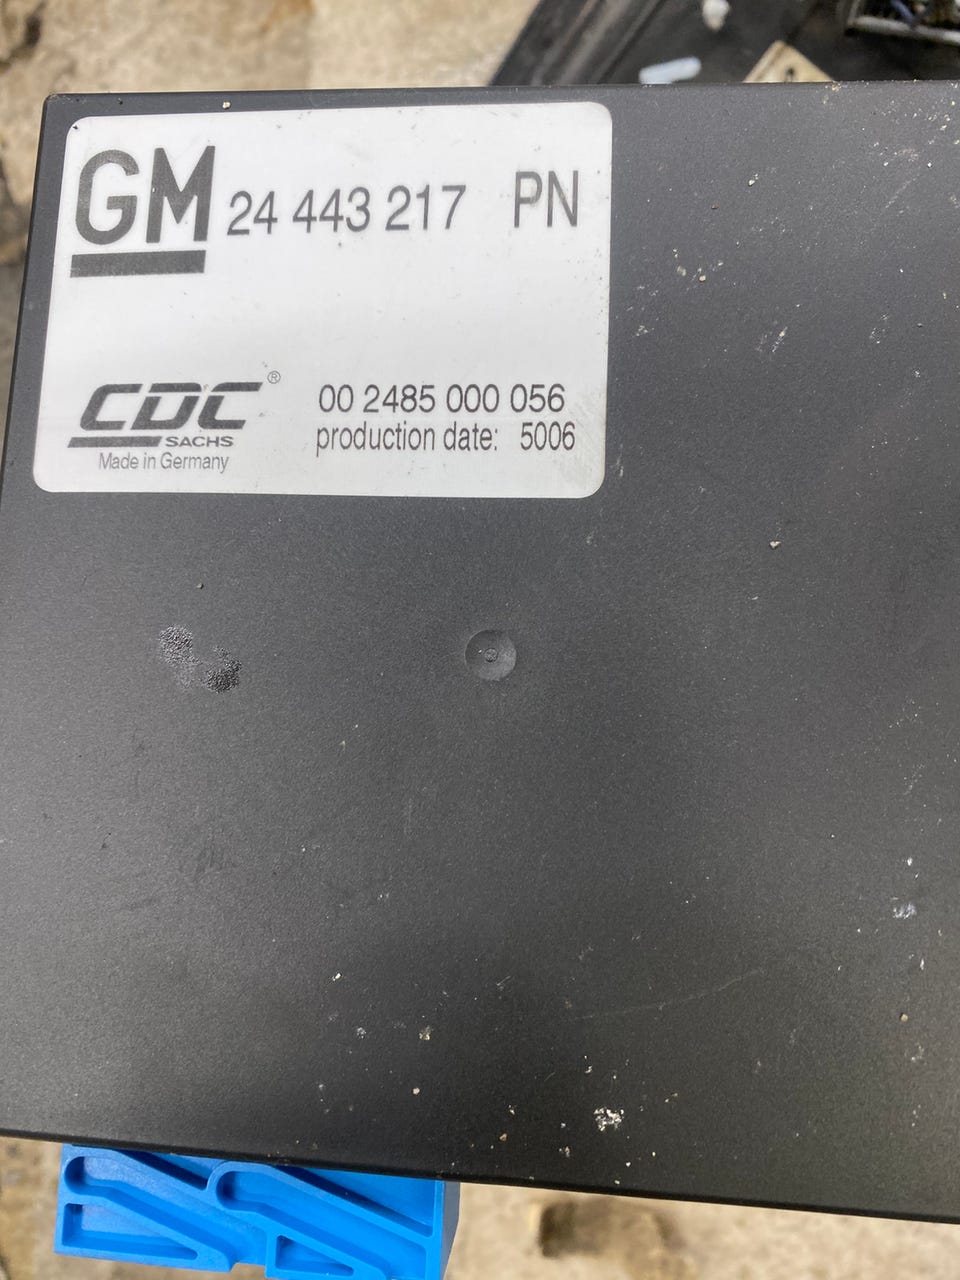 GM 24 443 217 PN
CDC® 00 2485 000 056
SACHS production date: 5006
Made in Germany